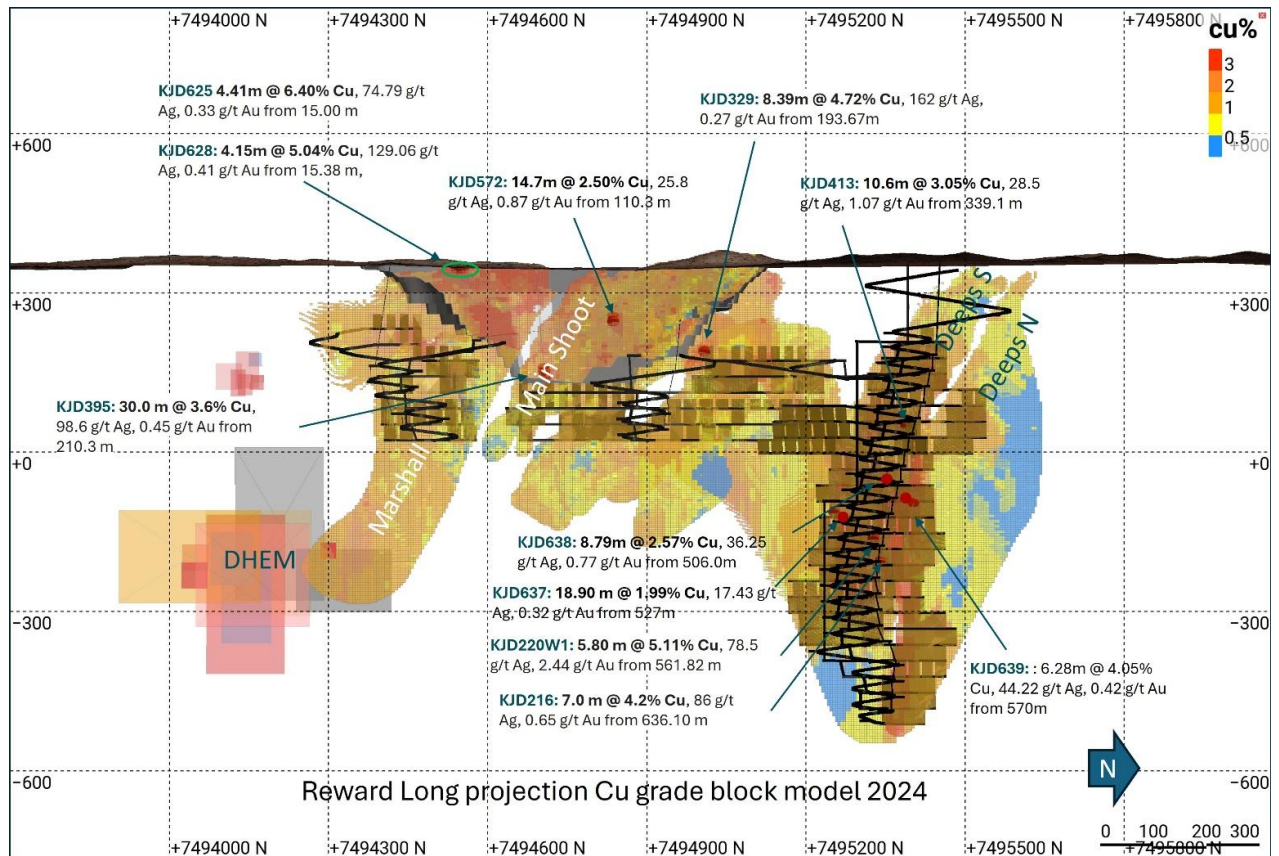 +7494000 N
+7494300 N
+7494600 N
+7494900 N
+7495200 N
+7495500 N
+7495800 N
cu%
3
2
1
0.5
+600
+600
KJD625 4.41m @ 6.40% Cu, 74.79 g/t
Ag, 0.33 g/t Au from 15.00 m
KJD628: 4.15m @ 5.04% Cu, 129.06 g/t
Ag, 0.41 g/t Au from 15.38 m,
KJD572: 14.7m @ 2.50% Cu, 25.8
g/t Ag, 0.87 g/t Au from 110.3 m
KJD329: 8.39m @ 4.72% Cu, 162 g/t Ag,
0.27 g/t Au from 193.67m
KJD413: 10.6m @ 3.05% Cu, 28.5
g/t Ag, 1.07 g/t Au from 339.1 m
+300
+300
Deeps S
Deeps N
Main Shoot
KJD395: 30.0 m @ 3.6% Cu,
98.6 g/t Ag, 0.45 g/t Au from
210.3 m
+0
+0
Marshall
DHEM
KJD638: 8.79m @ 2.57% Cu, 36.25
g/t Ag, 0.77 g/t Au from 506.0m
KJD637: 18.90 m @ 1.99% Cu, 17.43 g/t
Ag, 0.32 g/t Au from 527m
KJD220W1: 5.80 m @ 5.11% Cu, 78.5
g/t Ag, 2.44 g/t Au from 561.82 m
KJD216: 7.0 m @ 4.2% Cu, 86 g/t
Ag, 0.65 g/t Au from 636.10 m
KJD639: : 6.28m @ 4.05%
Cu, 44.22 g/t Ag, 0.42 g/t Au
from 570m
−300
−300
−600
−600
N
Reward Long projection Cu grade block model 2024
0 100 200 300
+7494000 N
+7494300 N
+7494600 N
+7494900 N
+7495200 N
+7495500 N
+7495800 N